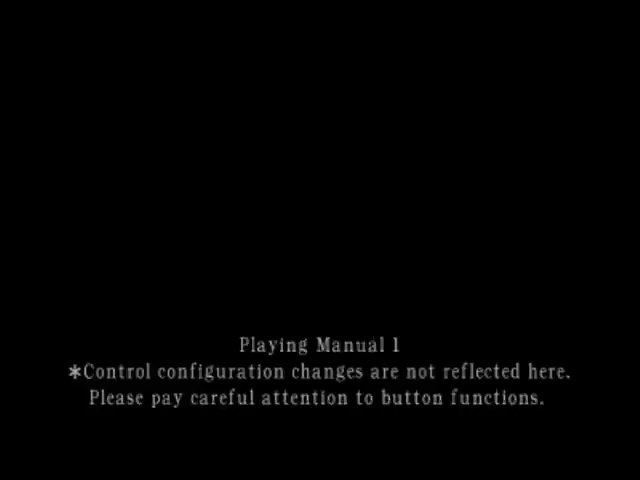 Playing Manual 1
*Control configuration changes are not reflected here.
Please pay careful attention to button functions.